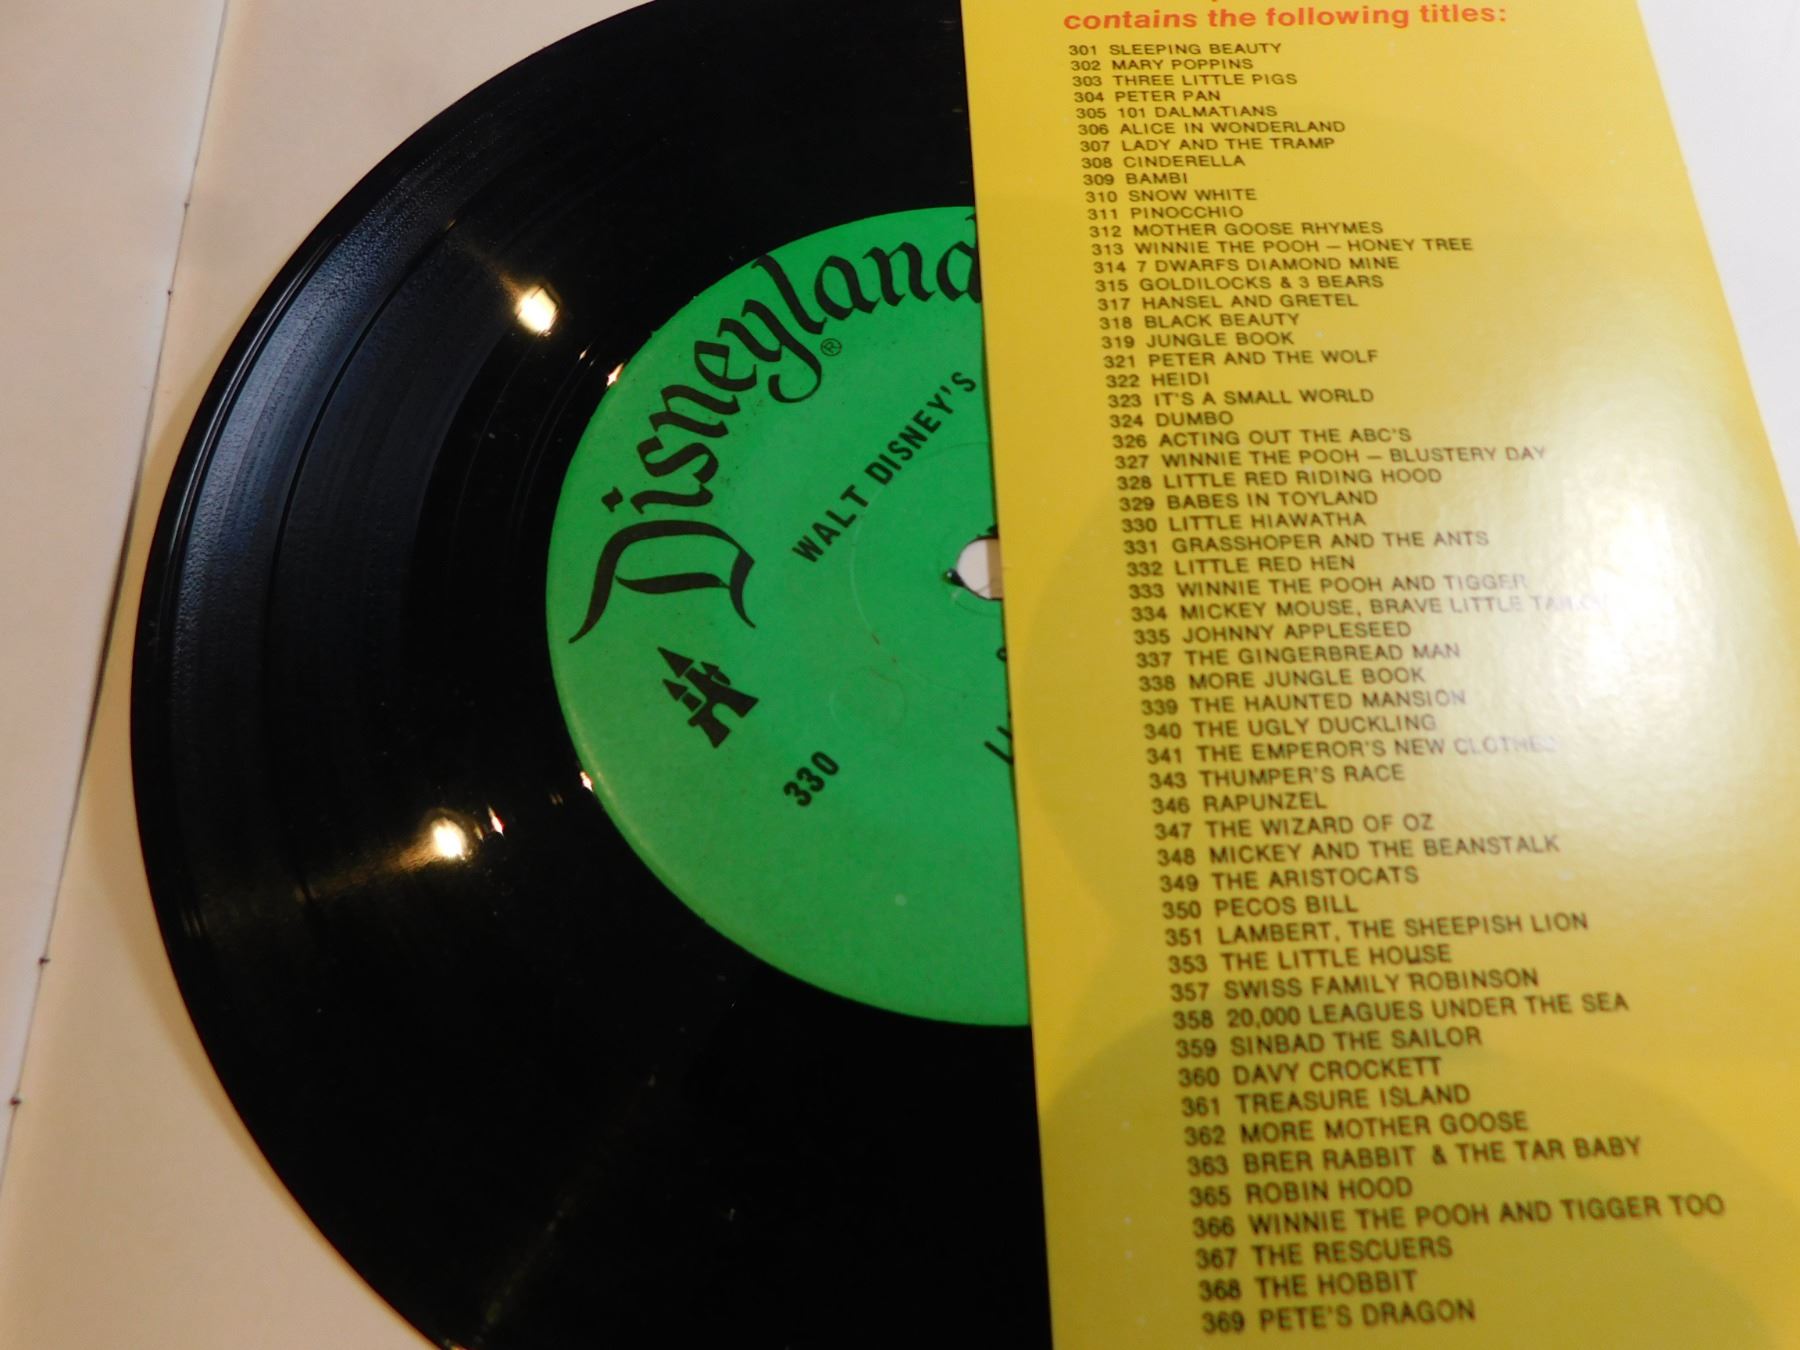 contains the following titles:
301 SLEEPING BEAUTY
302 MARY POPPINS
303 THREE LITTLE PIGS
304 PETER PAN
305 101 DALMATIANS
306 ALICE IN WONDERLAND
307 LADY AND THE TRAMP
308 CINDERELLA
309 BAMBI
310 SNOW WHITE
311 PINOCCHIO
312 MOTHER GOOSE RHYMES
313 WINNIE THE POOH – HONEY TREE
314 7 DWARFS DIAMOND MINE
315 GOLDILOCKS & 3 BEARS
317 HANSEL AND GRETEL
318 BLACK BEAUTY
319 JUNGLE BOOK
321 PETER AND THE WOLF
322 HEIDI
323 IT'S A SMALL WORLD
324 DUMBO
326 ACTING OUT THE ABC'S
327 WINNIE THE POOH – BLUSTERY DAY
328 LITTLE RED RIDING HOOD
329 BABES IN TOYLAND
330 LITTLE HIAWATHA
331 GRASSHOPER AND THE ANTS
332 LITTLE RED HEN
333 WINNIE THE POOH AND TIGGER
334 MICKEY MOUSE, BRAVE LITTLE TAILOR
335 JOHNNY APPLESEED
337 THE GINGERBREAD MAN
338 MORE JUNGLE BOOK
339 THE HAUNTED MANSION
340 THE UGLY DUCKLING
341 THE EMPEROR'S NEW CLOTHES
343 THUMPER'S RACE
346 RAPUNZEL
347 THE WIZARD OF OZ
348 MICKEY AND THE BEANSTALK
349 THE ARISTOCATS
350 PECOS BILL
351 LAMBERT, THE SHEEPISH LION
353 THE LITTLE HOUSE
357 SWISS FAMILY ROBINSON
358 20,000 LEAGUES UNDER THE SEA
359 SINBAD THE SAILOR
360 DAVY CROCKETT
361 TREASURE ISLAND
362 MORE MOTHER GOOSE
363 BRER RABBIT & THE TAR BABY
365 ROBIN HOOD
366 WINNIE THE POOH AND TIGGER TOO
367 THE RESCUERS
368 THE HOBBIT
369 PETE'S DRAGON
Disneyland ®
WALT DISNEY'S
330